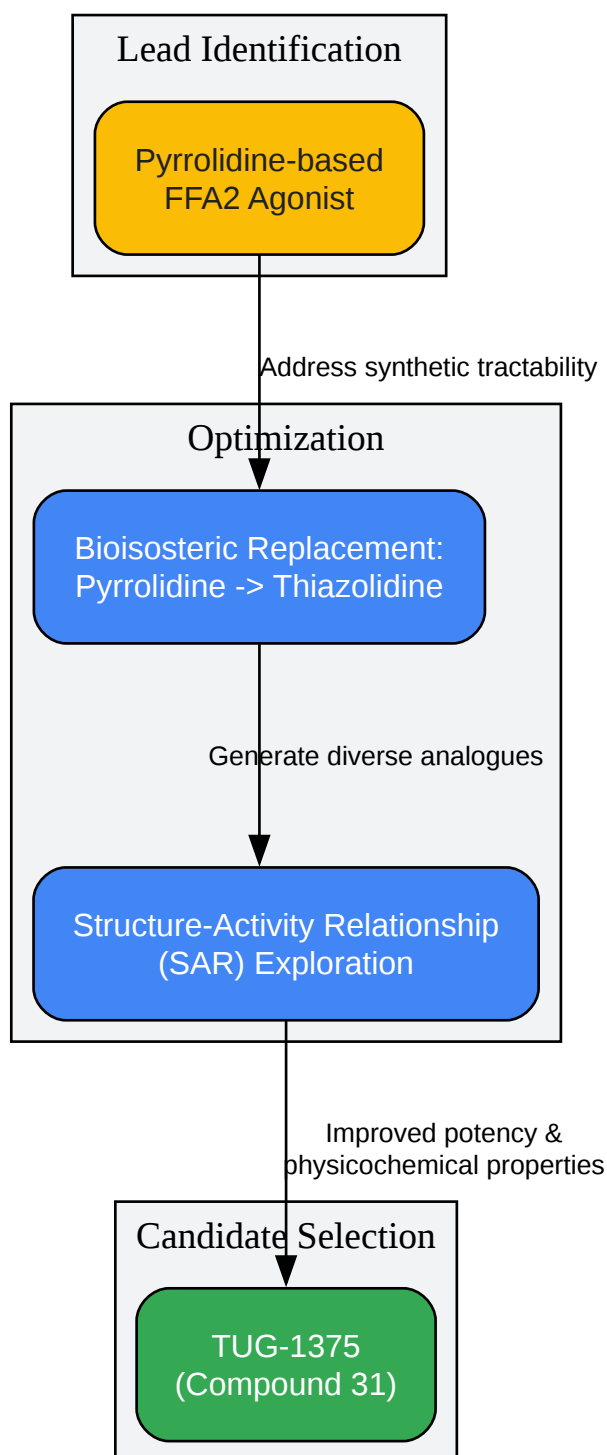 Lead Identification
Pyrrolidine-based
FFA2 Agonist
Address synthetic tractability
Optimization
Bioisosteric Replacement:
Pyrrolidine -> Thiazolidine
Generate diverse analogues
Structure-Activity Relationship
(SAR) Exploration
Improved potency &
physicochemical properties
Candidate Selection
TUG-1375
(Compound 31)